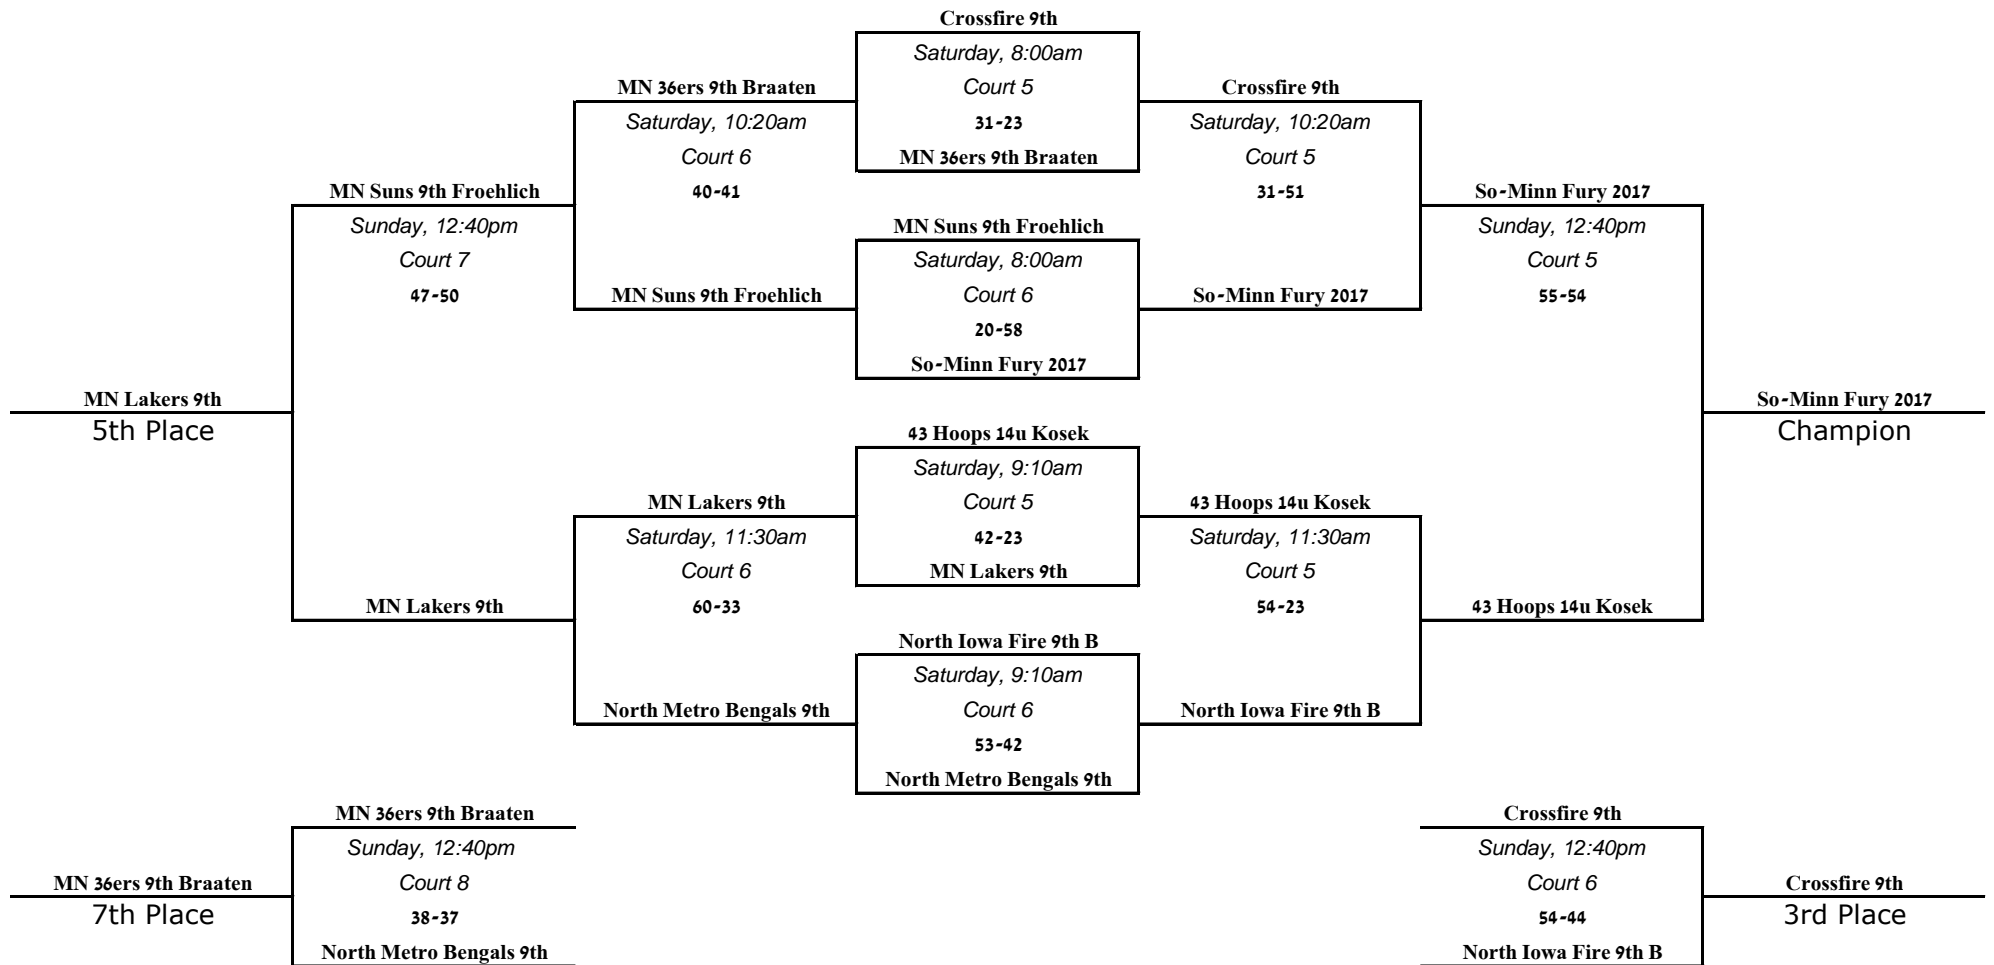 Crossfire 9th
Saturday, 8:00am
Court 5
31-23
MN 36ers 9th Braaten
MN Suns 9th Froehlich
Saturday, 8:00am
Court 6
20-58
So-Minn Fury 2017
43 Hoops 14u Kosek
Saturday, 9:10am
Court 5
42-23
MN Lakers 9th
North Iowa Fire 9th B
Saturday, 9:10am
Court 6
53-42
North Metro Bengals 9th
MN 36ers 9th Braaten
Saturday, 10:20am
Court 6
40-41
MN Suns 9th Froehlich
MN Lakers 9th
Saturday, 11:30am
Court 6
60-33
North Metro Bengals 9th
MN Suns 9th Froehlich
Sunday, 12:40pm
Court 7
47-50
MN Lakers 9th
MN Lakers 9th
5th Place
MN 36ers 9th Braaten
Sunday, 12:40pm
Court 8
38-37
North Metro Bengals 9th
MN 36ers 9th Braaten
7th Place
Crossfire 9th
Saturday, 10:20am
Court 5
31-51
So-Minn Fury 2017
43 Hoops 14u Kosek
Saturday, 11:30am
Court 5
54-23
North Iowa Fire 9th B
So-Minn Fury 2017
Sunday, 12:40pm
Court 5
55-54
43 Hoops 14u Kosek
So-Minn Fury 2017
Champion
Crossfire 9th
Sunday, 12:40pm
Court 6
54-44
North Iowa Fire 9th B
Crossfire 9th
3rd Place